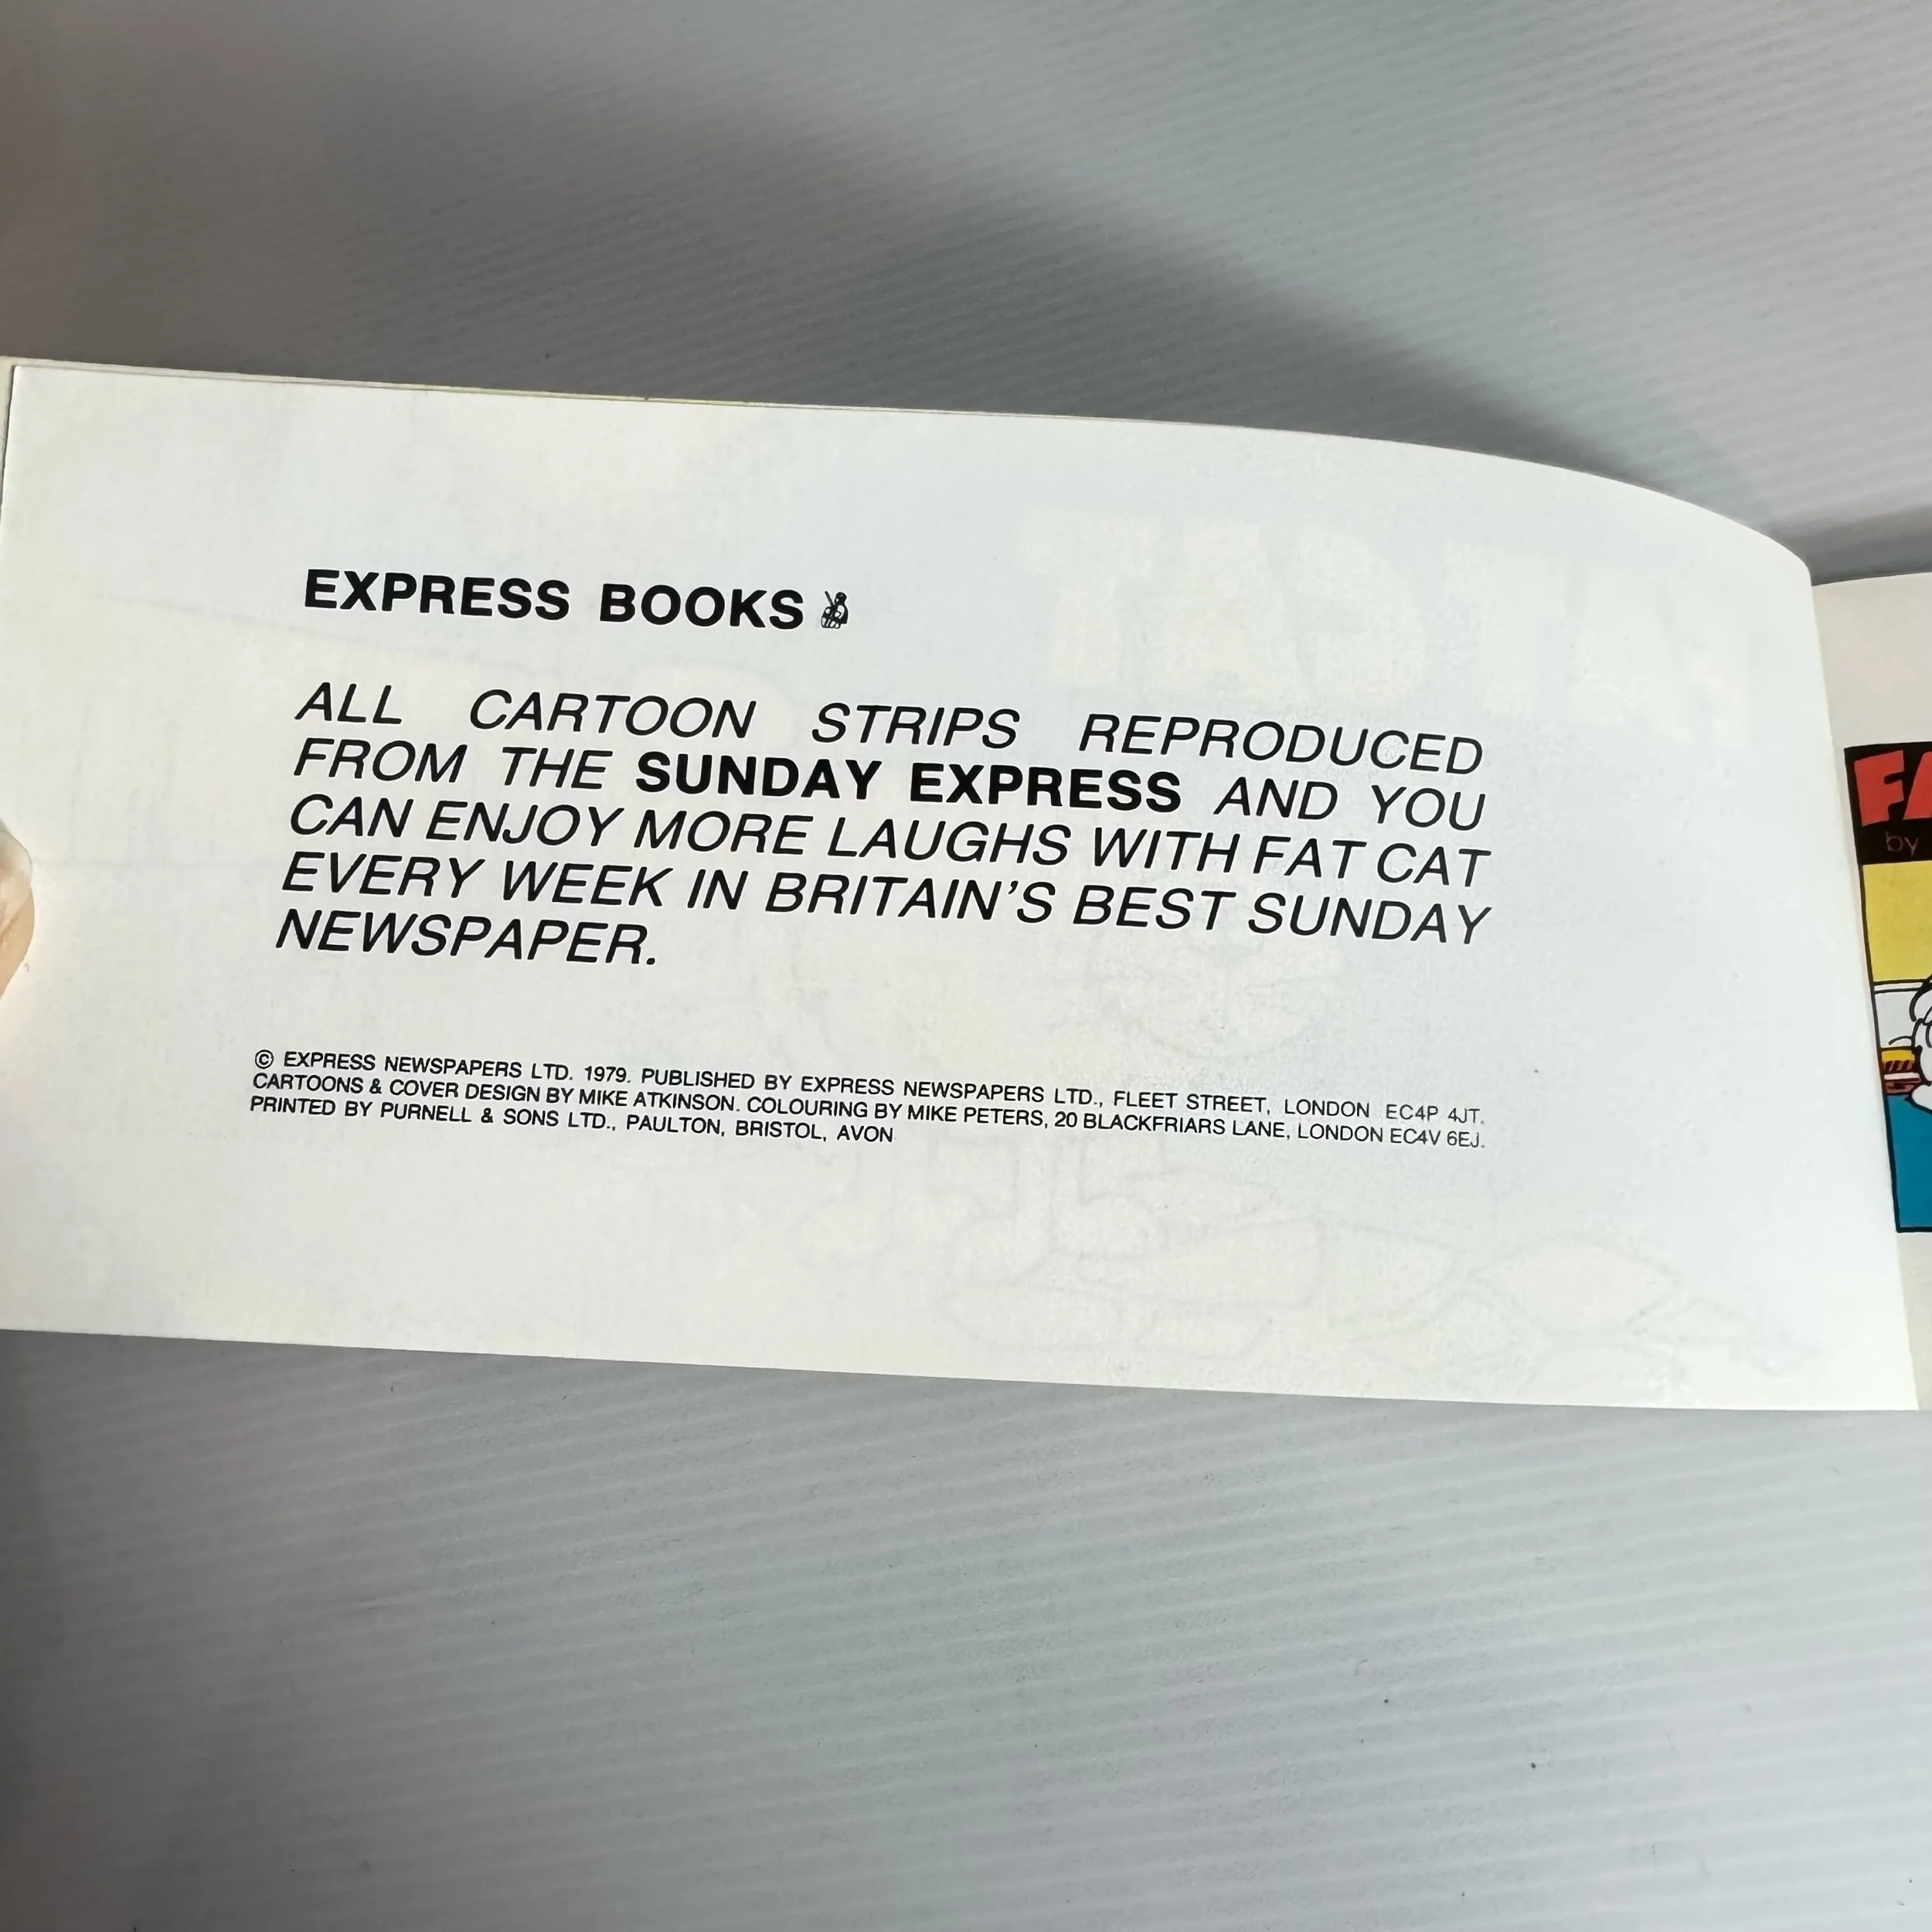 EXPRESS BOOKS
ALL CARTOON STRIPS REPRODUCED
FROM THE SUNDAY EXPRESS AND YOU
CAN ENJOY MORE LAUGHS WITH FAT CAT
EVERY WEEK IN BRITAIN'S BEST SUNDAY
NEWSPAPER.
© EXPRESS NEWSPAPERS LTD. 1979. PUBLISHED BY EXPRESS NEWSPAPERS LTD., FLEET STREET, LONDON EC4P 4JT.
CARTOONS & COVER DESIGN BY MIKE ATKINSON. COLOURING BY MIKE PETERS, 20 BLACKFRIARS LANE, LONDON EC4V 6EJ.
PRINTED BY PURNELL & SONS LTD., PAULTON, BRISTOL, AVON
by